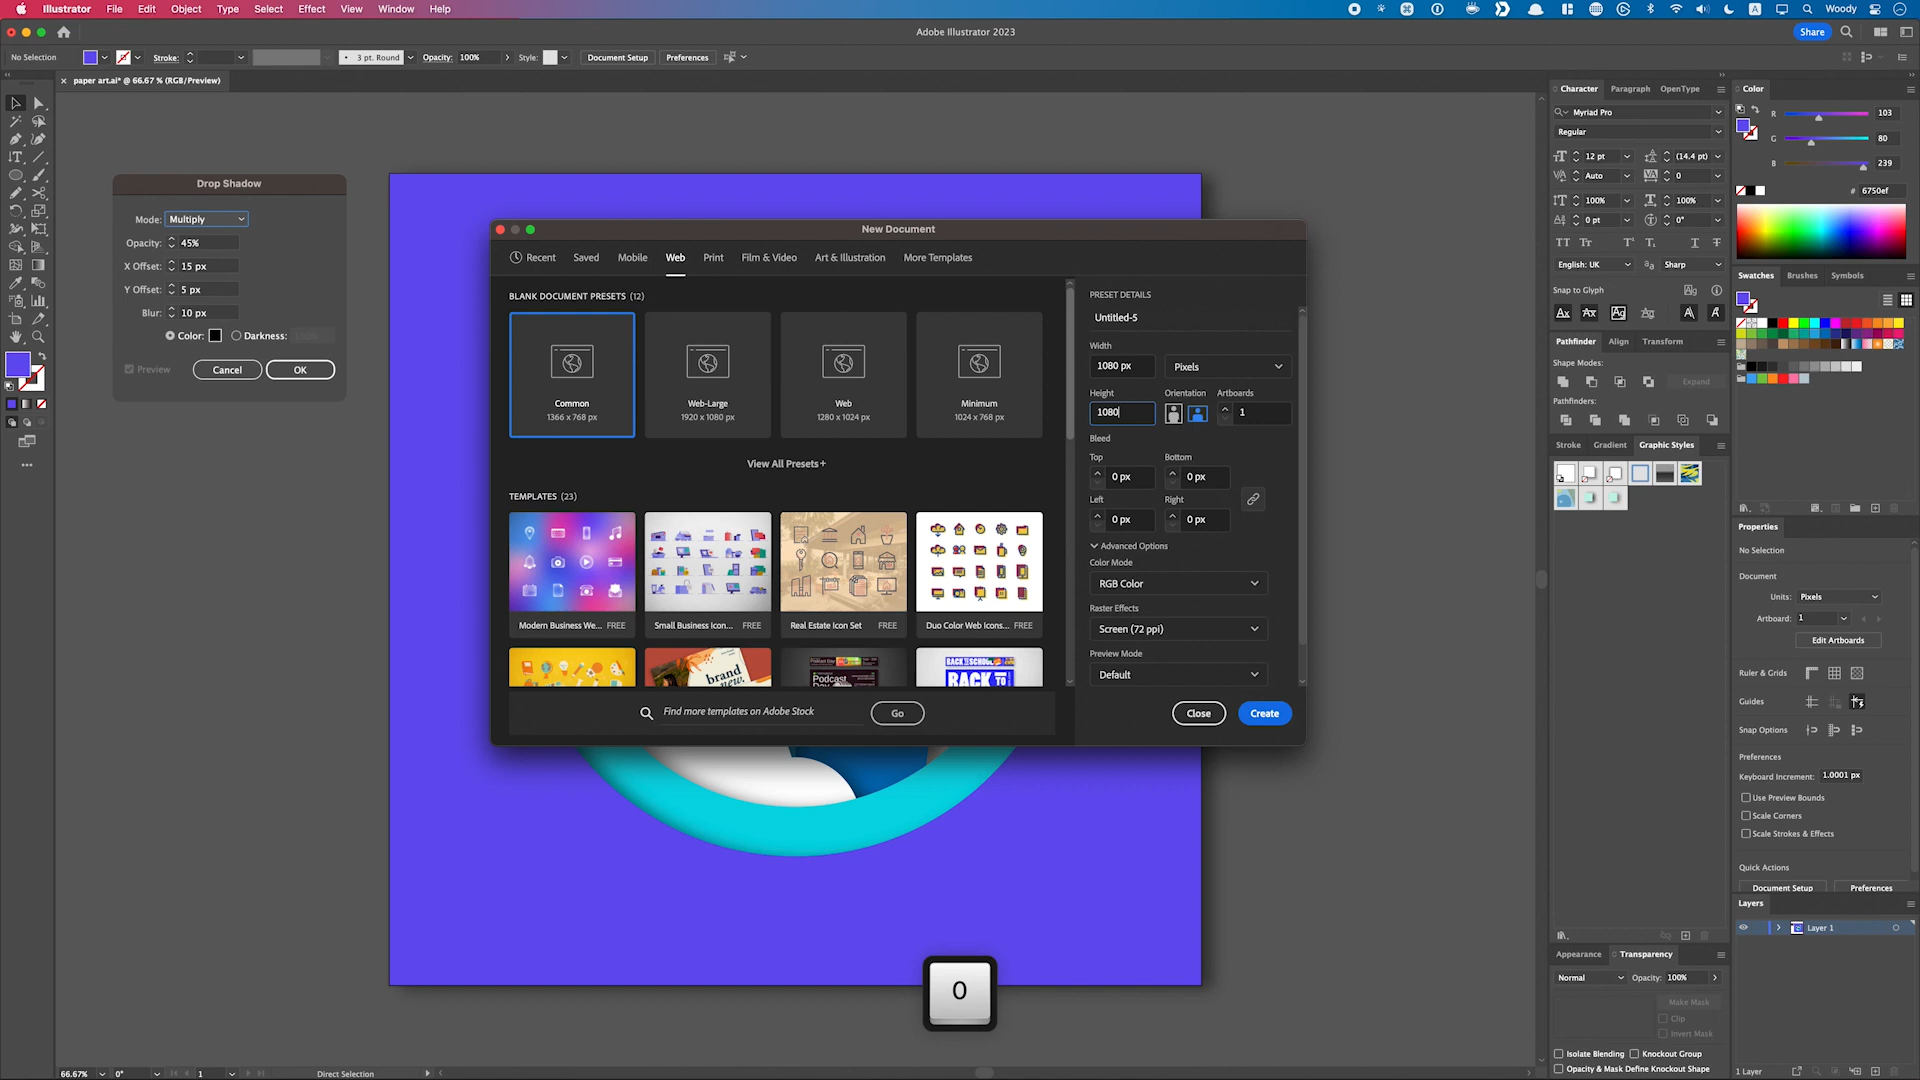 Illustrator File Edit Object Type Select Effect View Window Help
Woody
Adobe Illustrator 2023
Share
No Selection
Stroke:
3 pt. Round
Opacity: 100%
Style:
Document Setup
Preferences
paper art.ai* @ 66.67 % (RGB/Preview)
Drop Shadow
Mode: Multiply
Opacity: 45%
X Offset: 15 px
Y Offset: 5 px
Blur: 10 px
Color:
Darkness:
Preview
Cancel
OK
New Document
Recent Saved Mobile Web Print Film & Video Art & Illustration More Templates
BLANK DOCUMENT PRESETS (12)
Common
1366 x 768 px
Web-Large
1920 x 1080 px
Web
1280 x 1024 px
Minimum
1024 x 768 px
View All Presets+
TEMPLATES (23)
Modern Business We... FREE
Small Business Icon... FREE
Real Estate Icon Set FREE
Duo Color Web Icons... FREE
brand
new.
Podcast
BACK TO SCHOOL
BACK TO
Find more templates on Adobe Stock
Go
PRESET DETAILS
Untitled-5
Width
1080 px
Pixels
Height Orientation Artboards
1080
1
Bleed
Top Bottom
0 px 0 px
Left Right
0 px 0 px
Advanced Options
Color Mode
RGB Color
Raster Effects
Screen (72 ppi)
Preview Mode
Default
Close
Create
0
Character Paragraph OpenType
Myriad Pro
Regular
12 pt (14.4 pt)
Auto 0
100% 100%
0 pt 0°
English: UK
Sharp
Snap to Glyph
Pathfinder Align Transform
Shape Modes:
Expand
Pathfinders:
Stroke Gradient Graphic Styles
Appearance Transparency
Normal
Opacity: 100%
Make Mask
Clip
Invert Mask
Isolate Blending Knockout Group
Opacity & Mask Define Knockout Shape
Color
R 103
G 80
B 239
# 6750ef
Swatches Brushes Symbols
Properties
No Selection
Document
Units: Pixels
Artboard: 1
Edit Artboards
Ruler & Grids
Guides
Snap Options
Preferences
Keyboard Increment: 1.0001 px
Use Preview Bounds
Scale Corners
Scale Strokes & Effects
Quick Actions
Document Setup
Preferences
Layers
Layer 1
1 Layer
66.67% 0° 1 Direct Selection